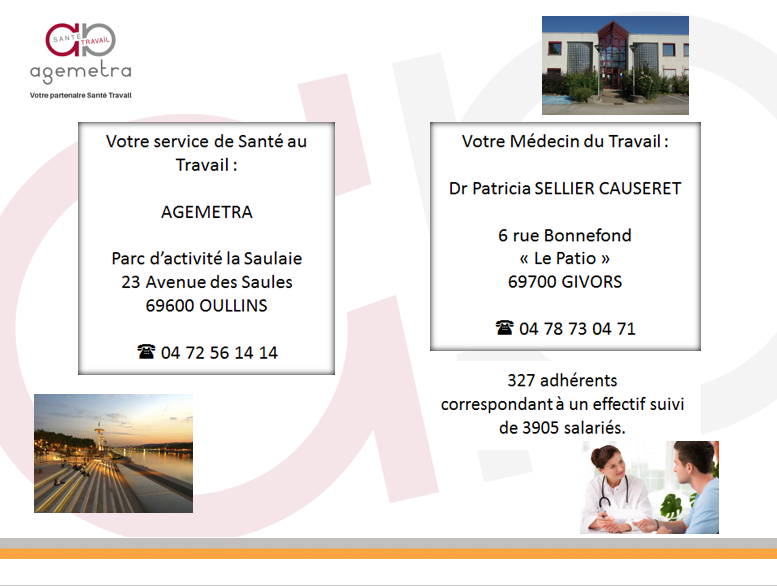 SANTÉ
TRAVAIL
agemetra
Votre partenaire Santé Travail
Votre service de Santé au
Travail :
AGEMETRA
Parc d’activité la Saulaie
23 Avenue des Saules
69600 OULLINS
☎ 04 72 56 14 14
Votre Médecin du Travail :
Dr Patricia SELLIER CAUSERET
6 rue Bonnefond
« Le Patio »
69700 GIVORS
☎ 04 78 73 04 71
327 adhérents
correspondant à un effectif suivi
de 3905 salariés.